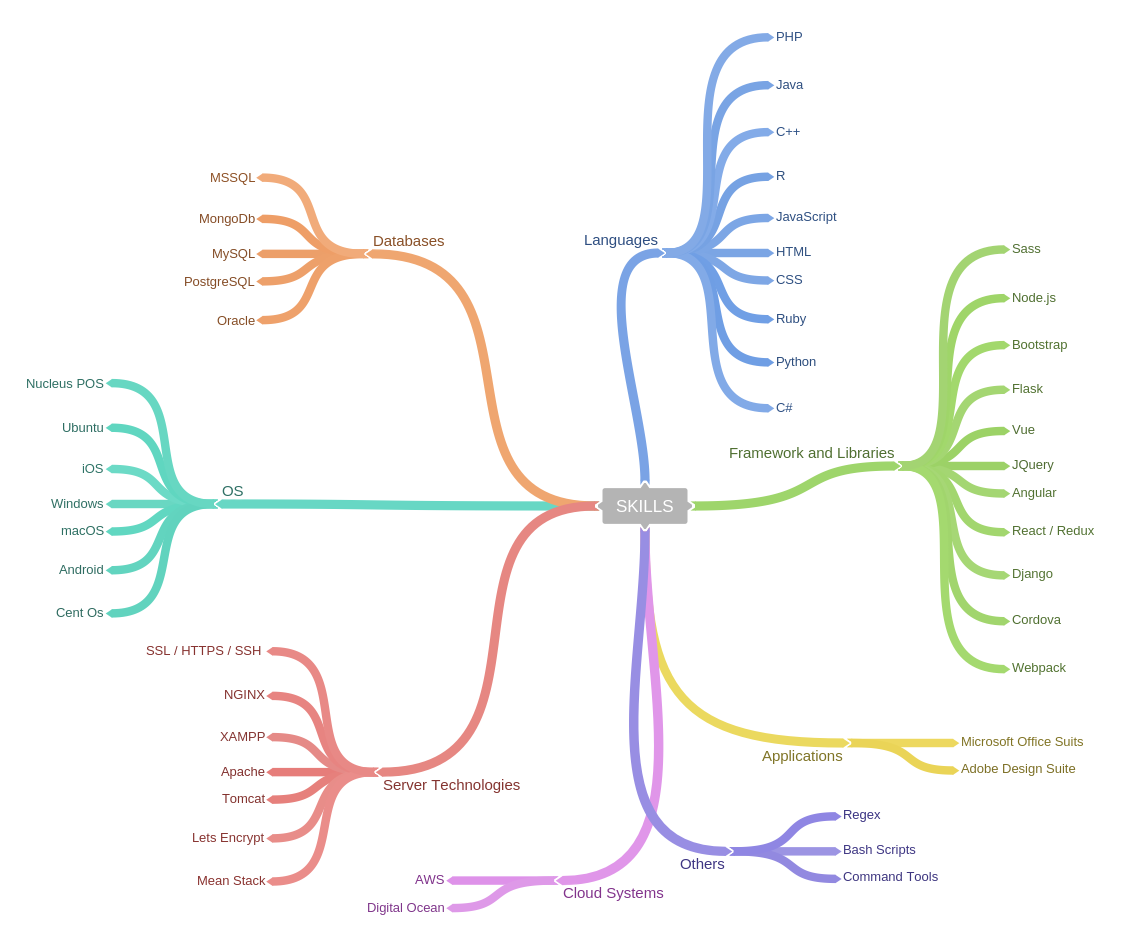 SKILLS
Languages
PHP
Java
C++
R
JavaScript
HTML
CSS
Ruby
Python
C#
Framework and Libraries
Sass
Node.js
Bootstrap
Flask
Vue
JQuery
Angular
React / Redux
Django
Cordova
Webpack
Applications
Microsoft Office Suits
Adobe Design Suite
Others
Regex
Bash Scripts
Command Tools
Cloud Systems
AWS
Digital Ocean
Server Technologies
SSL / HTTPS / SSH
NGINX
XAMPP
Apache
Tomcat
Lets Encrypt
Mean Stack
OS
Nucleus POS
Ubuntu
iOS
Windows
macOS
Android
Cent Os
Databases
MSSQL
MongoDb
MySQL
PostgreSQL
Oracle